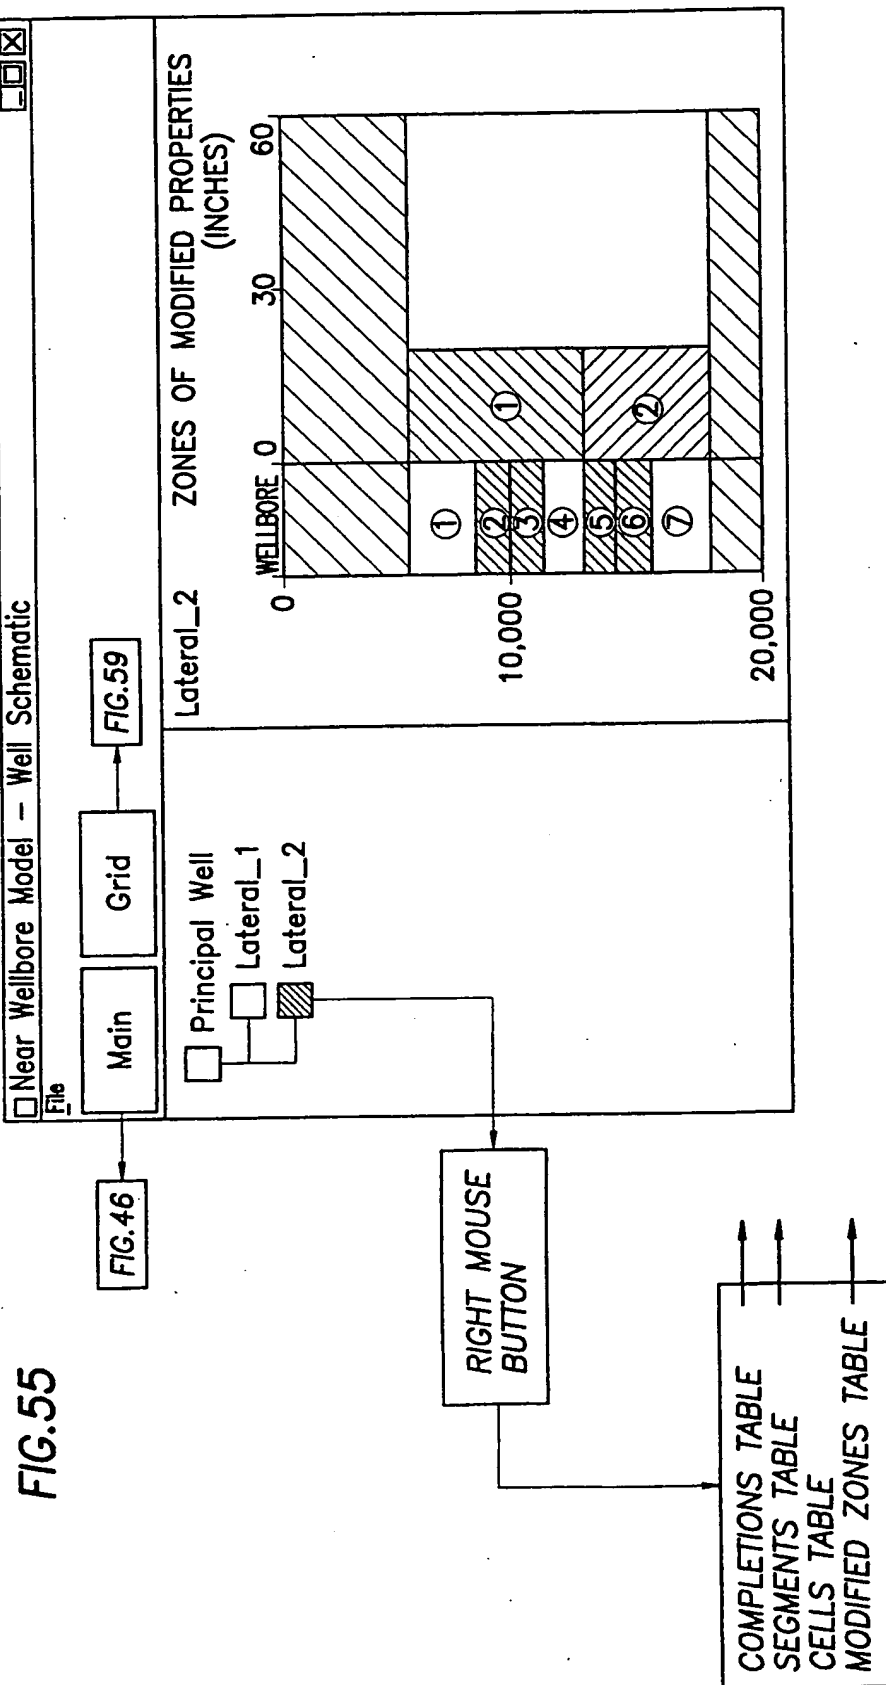 FIG.55
Near Wellbore Model – Well Schematic
File
Main
Grid
FIG.46
FIG.59
Principal Well
Lateral_1
Lateral_2
Lateral_2
ZONES OF MODIFIED PROPERTIES
(INCHES)
WELLBORE
0
30
60
0
10,000
20,000
1
2
3
4
5
6
7
1
2
RIGHT MOUSE
BUTTON
COMPLETIONS TABLE
SEGMENTS TABLE
CELLS TABLE
MODIFIED ZONES TABLE